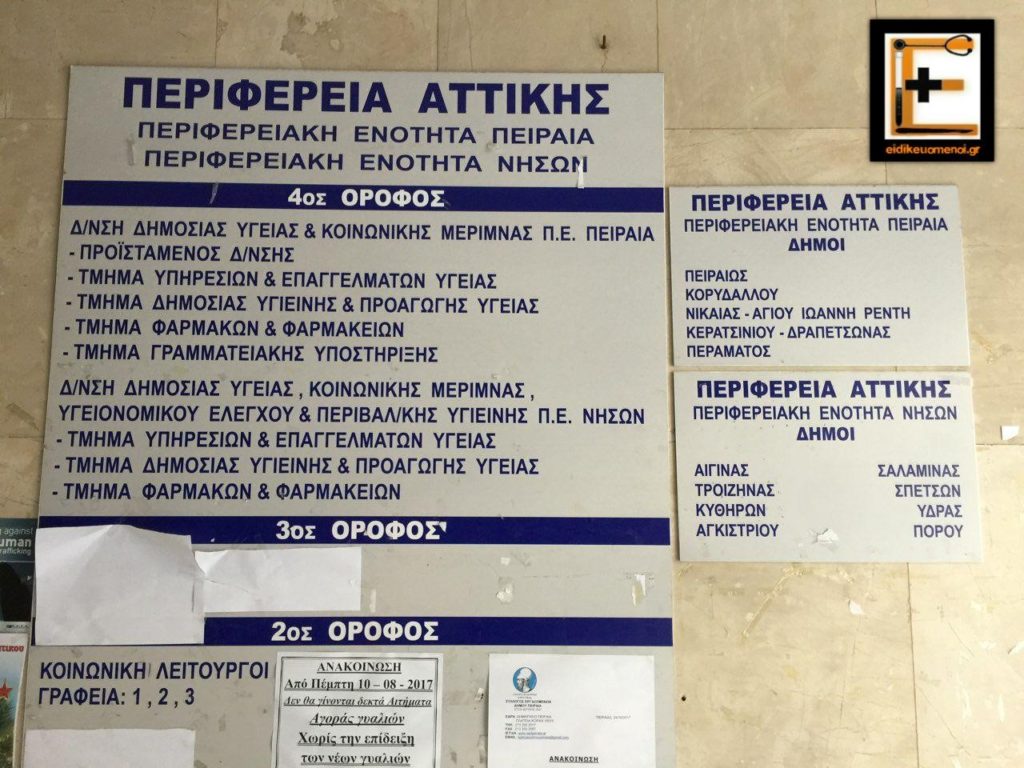 ΠΕΡΙΦΕΡΕΙΑ ΑΤΤΙΚΗΣ
ΠΕΡΙΦΕΡΕΙΑΚΗ ΕΝΟΤΗΤΑ ΠΕΙΡΑΙΑ
ΠΕΡΙΦΕΡΕΙΑΚΗ ΕΝΟΤΗΤΑ ΝΗΣΩΝ
4ος ΟΡΟΦΟΣ
Δ/ΝΣΗ ΔΗΜΟΣΙΑΣ ΥΓΕΙΑΣ & ΚΟΙΝΩΝΙΚΗΣ ΜΕΡΙΜΝΑΣ Π.Ε. ΠΕΙΡΑΙΑ
- ΠΡΟΪΣΤΑΜΕΝΟΣ Δ/ΝΣΗΣ
- ΤΜΗΜΑ ΥΠΗΡΕΣΙΩΝ & ΕΠΑΓΓΕΛΜΑΤΩΝ ΥΓΕΙΑΣ
- ΤΜΗΜΑ ΔΗΜΟΣΙΑΣ ΥΓΙΕΙΝΗΣ & ΠΡΟΑΓΩΓΗΣ ΥΓΕΙΑΣ
- ΤΜΗΜΑ ΦΑΡΜΑΚΩΝ & ΦΑΡΜΑΚΕΙΩΝ
- ΤΜΗΜΑ ΓΡΑΜΜΑΤΕΙΑΚΗΣ ΥΠΟΣΤΗΡΙΞΗΣ
Δ/ΝΣΗ ΔΗΜΟΣΙΑΣ ΥΓΕΙΑΣ , ΚΟΙΝΩΝΙΚΗΣ ΜΕΡΙΜΝΑΣ ,
ΥΓΕΙΟΝΟΜΙΚΟΥ ΕΛΕΓΧΟΥ & ΠΕΡΙΒΑΛ/ΚΗΣ ΥΓΙΕΙΝΗΣ Π.Ε. ΝΗΣΩΝ
- ΤΜΗΜΑ ΥΠΗΡΕΣΙΩΝ & ΕΠΑΓΓΕΛΜΑΤΩΝ ΥΓΕΙΑΣ
- ΤΜΗΜΑ ΔΗΜΟΣΙΑΣ ΥΓΙΕΙΝΗΣ & ΠΡΟΑΓΩΓΗΣ ΥΓΕΙΑΣ
- ΤΜΗΜΑ ΦΑΡΜΑΚΩΝ & ΦΑΡΜΑΚΕΙΩΝ
3ος ΟΡΟΦΟΣ
2ος ΟΡΟΦΟΣ
ΚΟΙΝΩΝΙΚΗ ΛΕΙΤΟΥΡΓΟΙ
ΓΡΑΦΕΙΑ: 1 , 2 , 3
ΑΝΑΚΟΙΝΩΣΗ
Από Πέμπτη 10 – 08 - 2017
Δεν θα γίνονται δεκτά Αιτήματα
Αγοράς γυαλιών
Χωρίς την επίδειξη
των νέων γυαλιών
ΑΝΑΚΟΙΝΩΣΗ
eidikeuomenoi.gr
ΠΕΡΙΦΕΡΕΙΑ ΑΤΤΙΚΗΣ
ΠΕΡΙΦΕΡΕΙΑΚΗ ΕΝΟΤΗΤΑ ΠΕΙΡΑΙΑ
ΔΗΜΟΙ
ΠΕΙΡΑΙΩΣ
ΚΟΡΥΔΑΛΛΟΥ
ΝΙΚΑΙΑΣ - ΑΓΙΟΥ ΙΩΑΝΝΗ ΡΕΝΤΗ
ΚΕΡΑΤΣΙΝΙΟΥ - ΔΡΑΠΕΤΣΩΝΑΣ
ΠΕΡΑΜΑΤΟΣ
ΠΕΡΙΦΕΡΕΙΑ ΑΤΤΙΚΗΣ
ΠΕΡΙΦΕΡΕΙΑΚΗ ΕΝΟΤΗΤΑ ΝΗΣΩΝ
ΔΗΜΟΙ
ΑΙΓΙΝΑΣ ΣΑΛΑΜΙΝΑΣ
ΤΡΟΙΖΗΝΑΣ ΣΠΕΤΣΩΝ
ΚΥΘΗΡΩΝ ΥΔΡΑΣ
ΑΓΚΙΣΤΡΙΟΥ ΠΟΡΟΥ